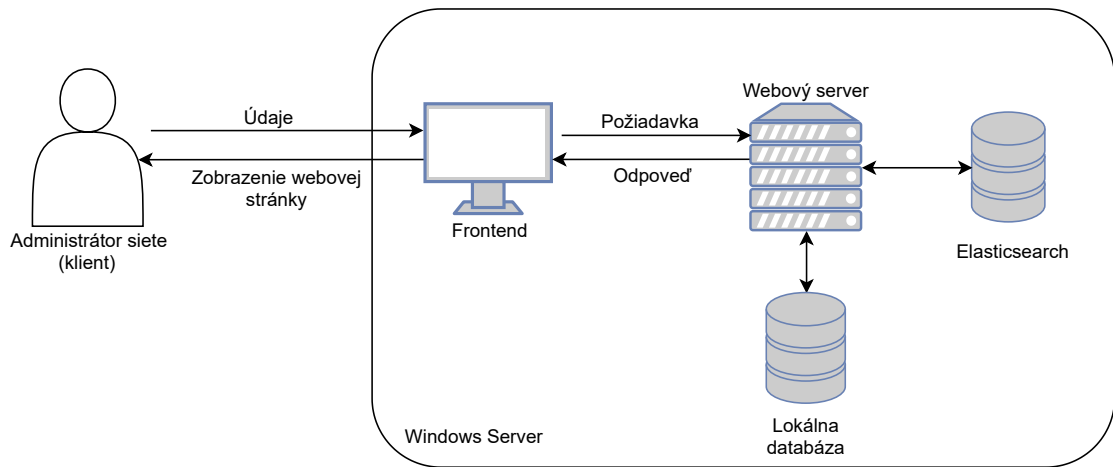 Webový server
Údaje
Požiadavka
Zobrazenie webovej
stránky
Odpoveď
Frontend
Administrátor siete
(klient)
Elasticsearch
Windows Server
Lokálna
databáza